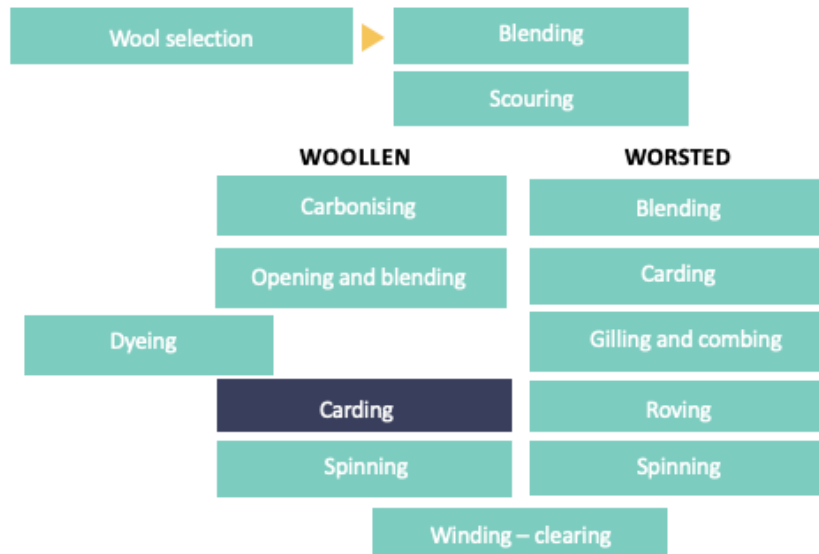 Wool selection
Blending
Scouring
WOOLLEN
WORSTED
Carbonising
Blending
Opening and blending
Carding
Dyeing
Gilling and combing
Carding
Roving
Spinning
Spinning
Winding – clearing